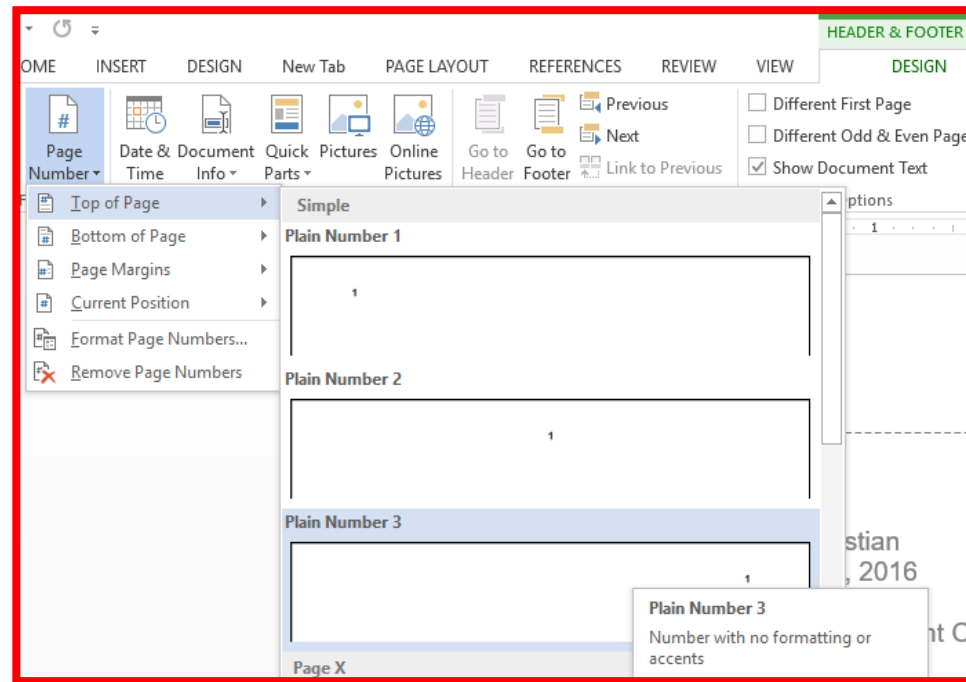 HEADER & FOOTER
OME INSERT DESIGN New Tab PAGE LAYOUT REFERENCES REVIEW VIEW DESIGN
#
Page Number
Date & Time
Document Info
Quick Parts
Pictures
Online Pictures
Go to Header
Go to Footer
Previous
Next
Link to Previous
Different First Page
Different Odd & Even Page
Show Document Text
ptions
1
Top of Page
Bottom of Page
Page Margins
Current Position
Format Page Numbers...
Remove Page Numbers
Simple
Plain Number 1
1
Plain Number 2
1
Plain Number 3
1
Plain Number 3
Number with no formatting or
accents
Page X
stian
, 2016
nt C